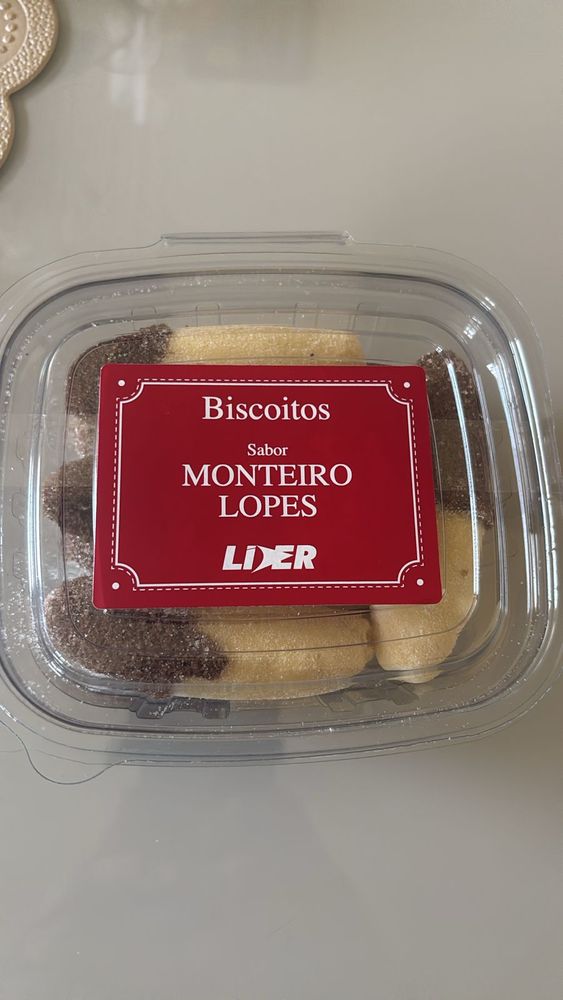 Biscoitos
Sabor
MONTEIRO
LOPES
LIDER